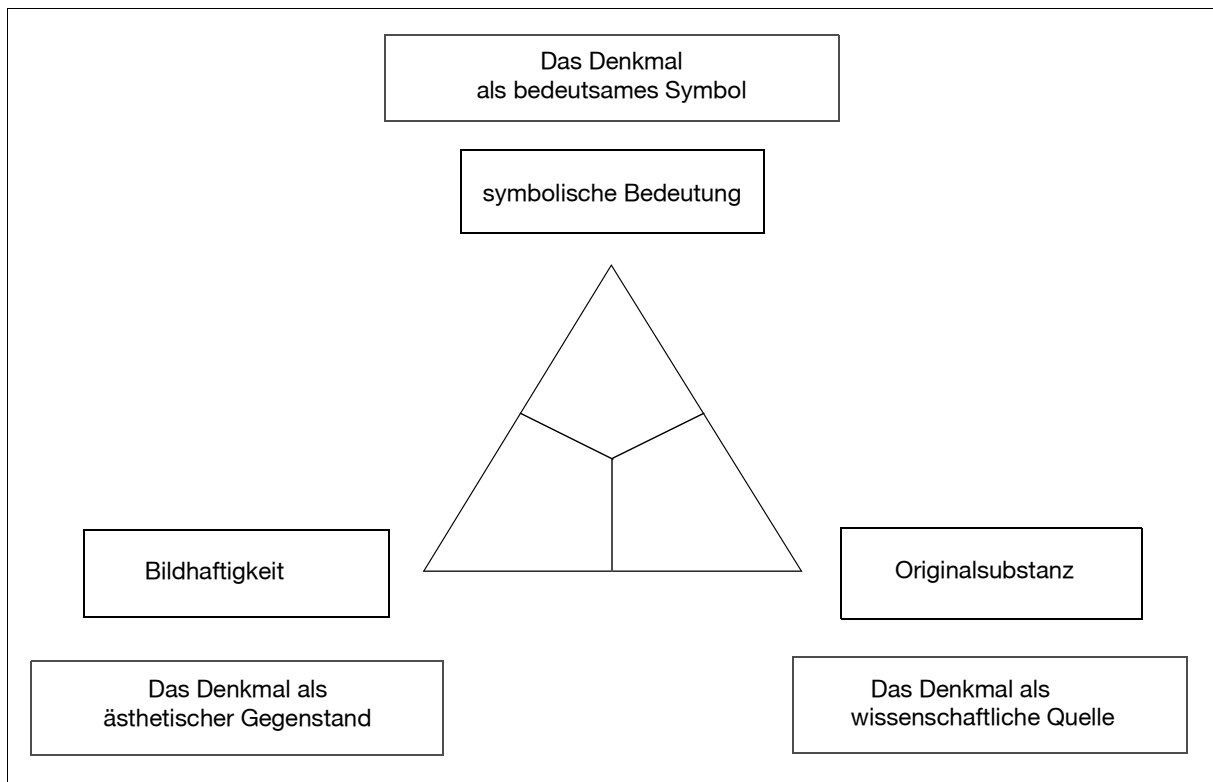 Das Denkmal
als bedeutsames Symbol
symbolische Bedeutung
Bildhaftigkeit
Originalsubstanz
Das Denkmal als
ästhetischer Gegenstand
Das Denkmal als
wissenschaftliche Quelle